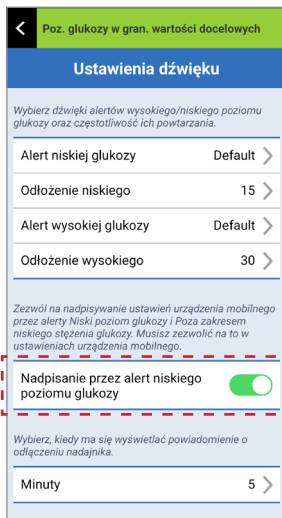 Poz. glukozy w gran. wartości docelowych
Ustawienia dźwięku
Wybierz dźwięki alertów wysokiego/niskiego poziomu
glukozy oraz częstotliwość ich powtarzania.
Alert niskiej glukozy Default
Odłożenie niskiego 15
Alert wysokiej glukozy Default
Odłożenie wysokiego 30
Zezwól na nadpisywanie ustawień urządzenia mobilnego
przez alerty Niski poziom glukozy i Poza zakresem
niskiego stężenia glukozy. Musisz zezwolić na to w
ustawieniach urządzenia mobilnego.
Nadpisanie przez alert niskiego
poziomu glukozy
Wybierz, kiedy ma się wyświetlać powiadomienie o
odłączeniu nadajnika.
Minuty 5